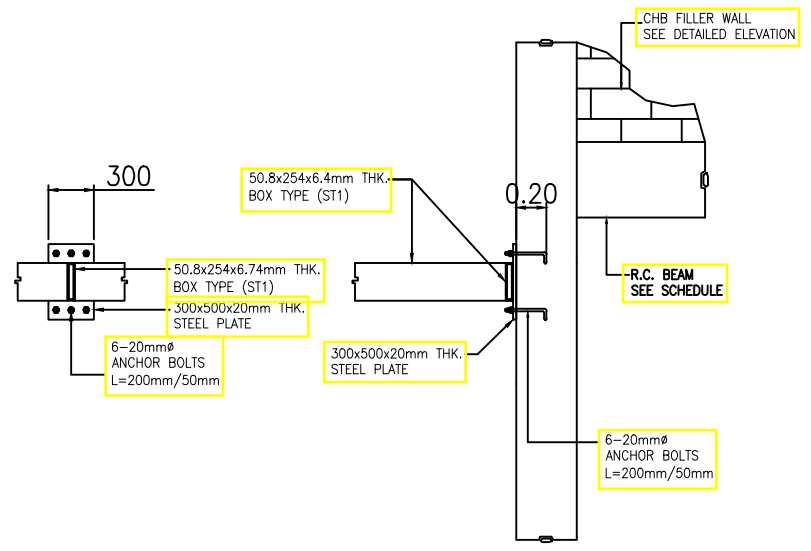 CHB FILLER WALL
SEE DETAILED ELEVATION
300
50.8x254x6.4mm THK.
BOX TYPE (ST1)
0.20
50.8x254x6.74mm THK.
BOX TYPE (ST1)
R.C. BEAM
SEE SCHEDULE
300x500x20mm THK.
STEEL PLATE
6-20mmø
ANCHOR BOLTS
L=200mm/50mm
300x500x20mm THK.
STEEL PLATE
6-20mmø
ANCHOR BOLTS
L=200mm/50mm